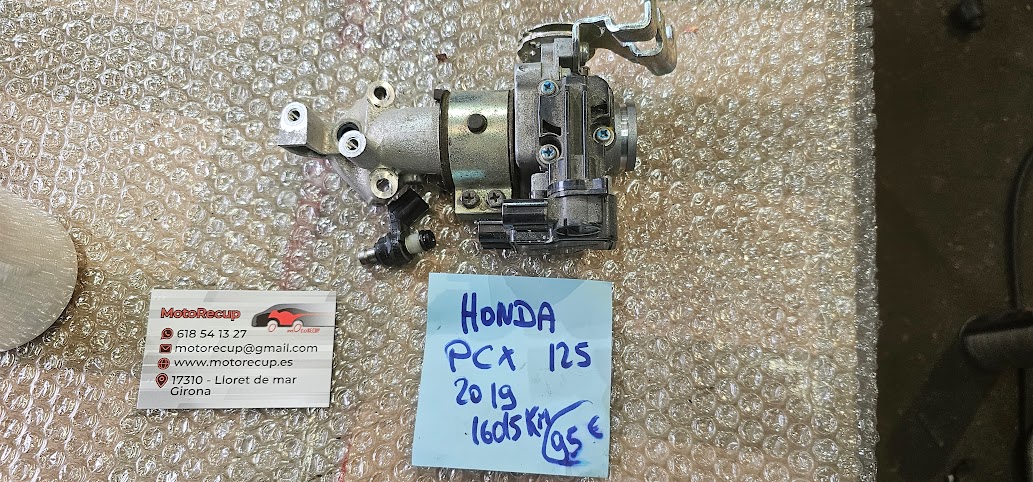 MotoRecup
618 54 13 27
motorecup@gmail.com
www.motorecup.es
17310 - Lloret de mar
Girona
HONDA
PCX 125
2019
1605 KM
95 €